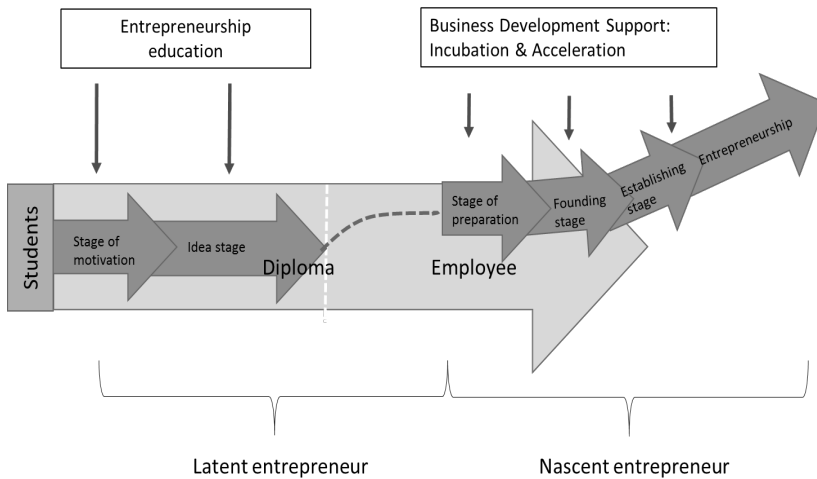 Entrepreneurship
education
Business Development Support:
Incubation & Acceleration
Students
Stage of
motivation
Idea stage
Diploma
Employee
Stage of
preparation
Founding
stage
Establishing
stage
Entrepreneurship
Latent entrepreneur
Nascent entrepreneur